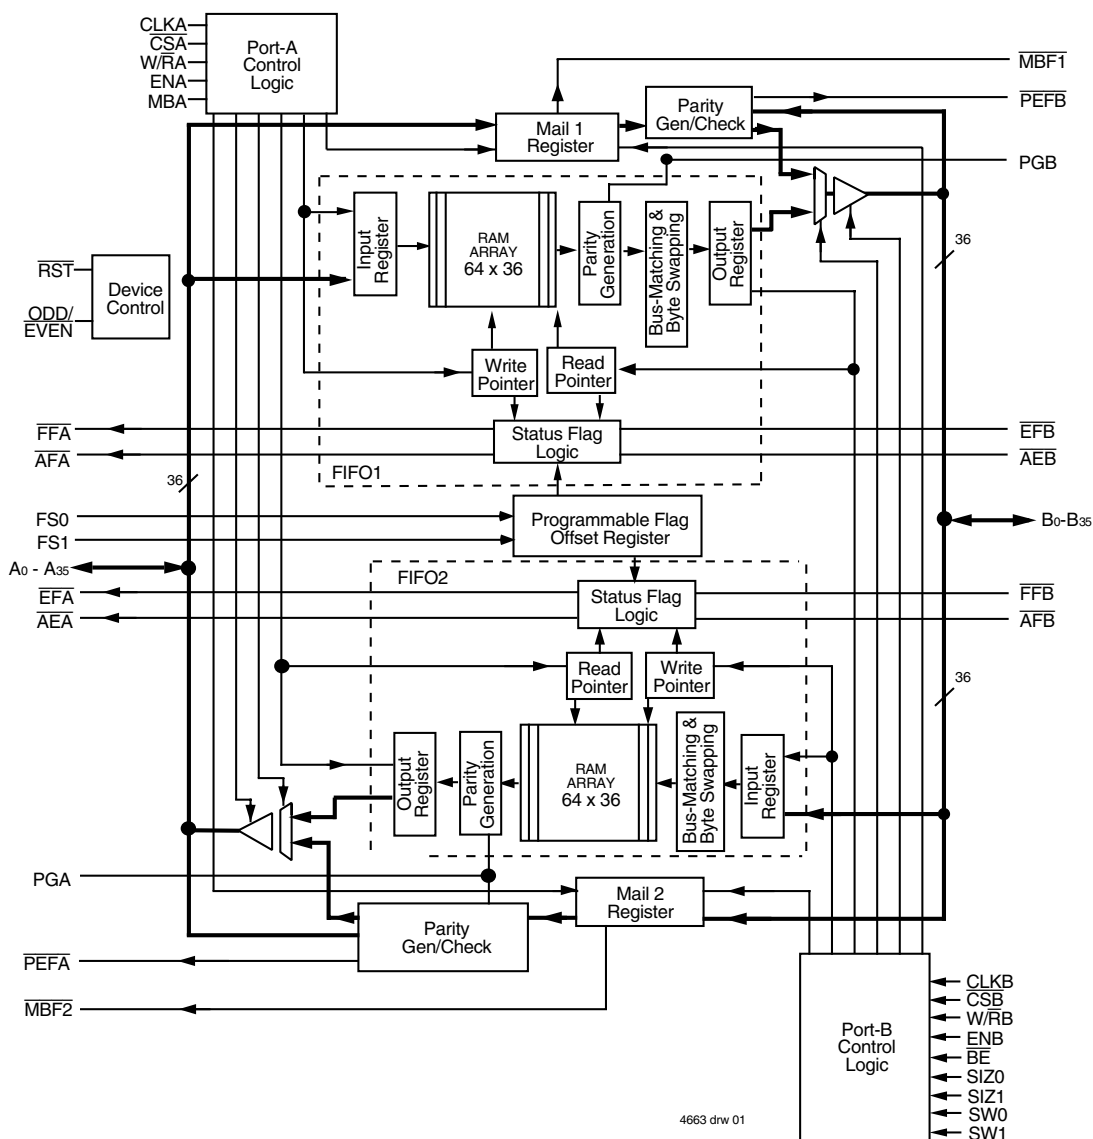 CLKA
CSA
W/RA
ENA
MBA
Port-A
Control
Logic
MBF1
Mail 1
Register
Parity
Gen/Check
PEFB
PGB
RST
ODD/
EVEN
Device
Control
Input
Register
RAM
ARRAY
64 x 36
Parity
Generation
Bus-Matching &
Byte Swapping
Output
Register
36
Write
Pointer
Read
Pointer
FFA
AFA
Status Flag
Logic
EFB
AEB
FIFO1
36
FS0
FS1
Programmable Flag
Offset Register
B0-B35
A0 - A35
FIFO2
EFA
AEA
Status Flag
Logic
FFB
AFB
Read
Pointer
Write
Pointer
36
Output
Register
Parity
Generation
RAM
ARRAY
64 x 36
Bus-Matching &
Byte Swapping
Input
Register
PGA
Mail 2
Register
Parity
Gen/Check
PEFA
MBF2
Port-B
Control
Logic
CLKB
CSB
W/RB
ENB
BE
SIZ0
SIZ1
SW0
SW1
4663 drw 01